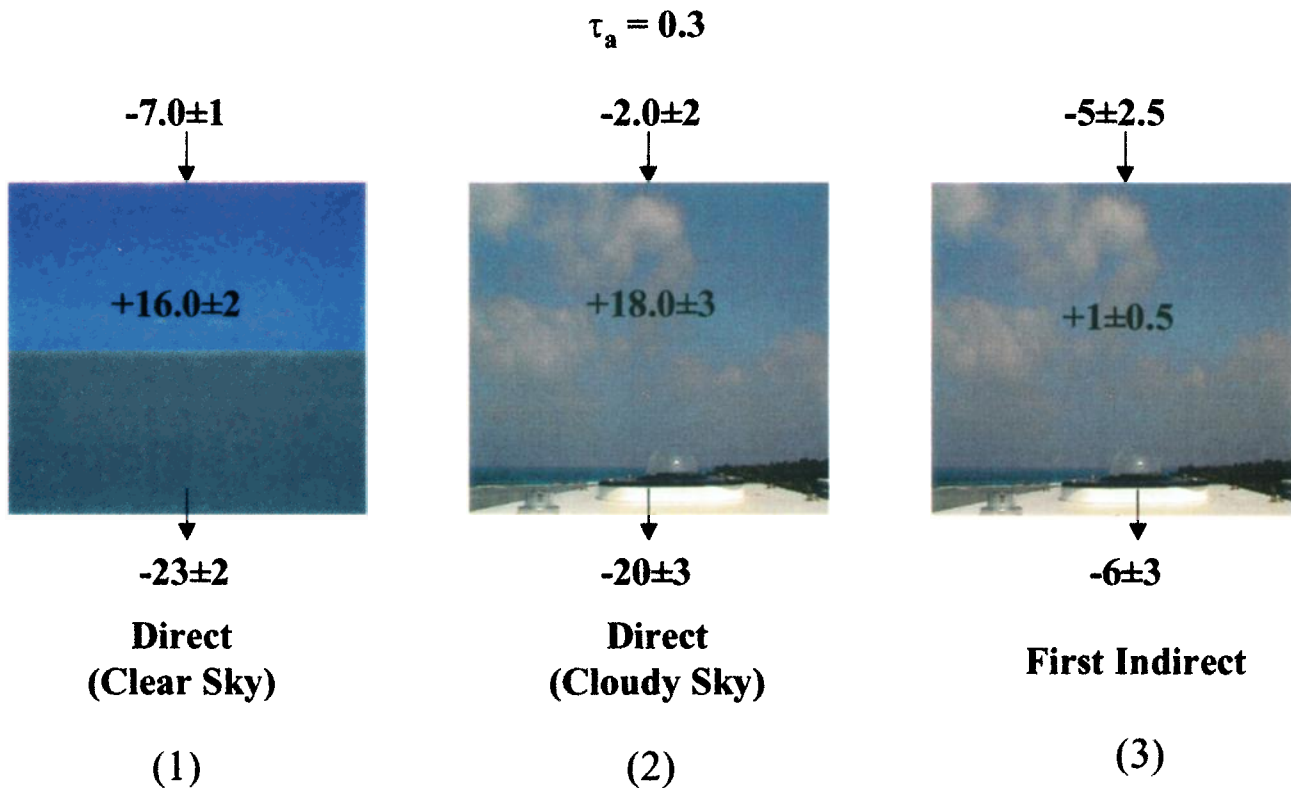 τa = 0.3
-7.0±1
-2.0±2
-5±2.5
+16.0±2
+18.0±3
+1±0.5
-23±2
-20±3
-6±3
Direct
(Clear Sky)
Direct
(Cloudy Sky)
First Indirect
(1)
(2)
(3)